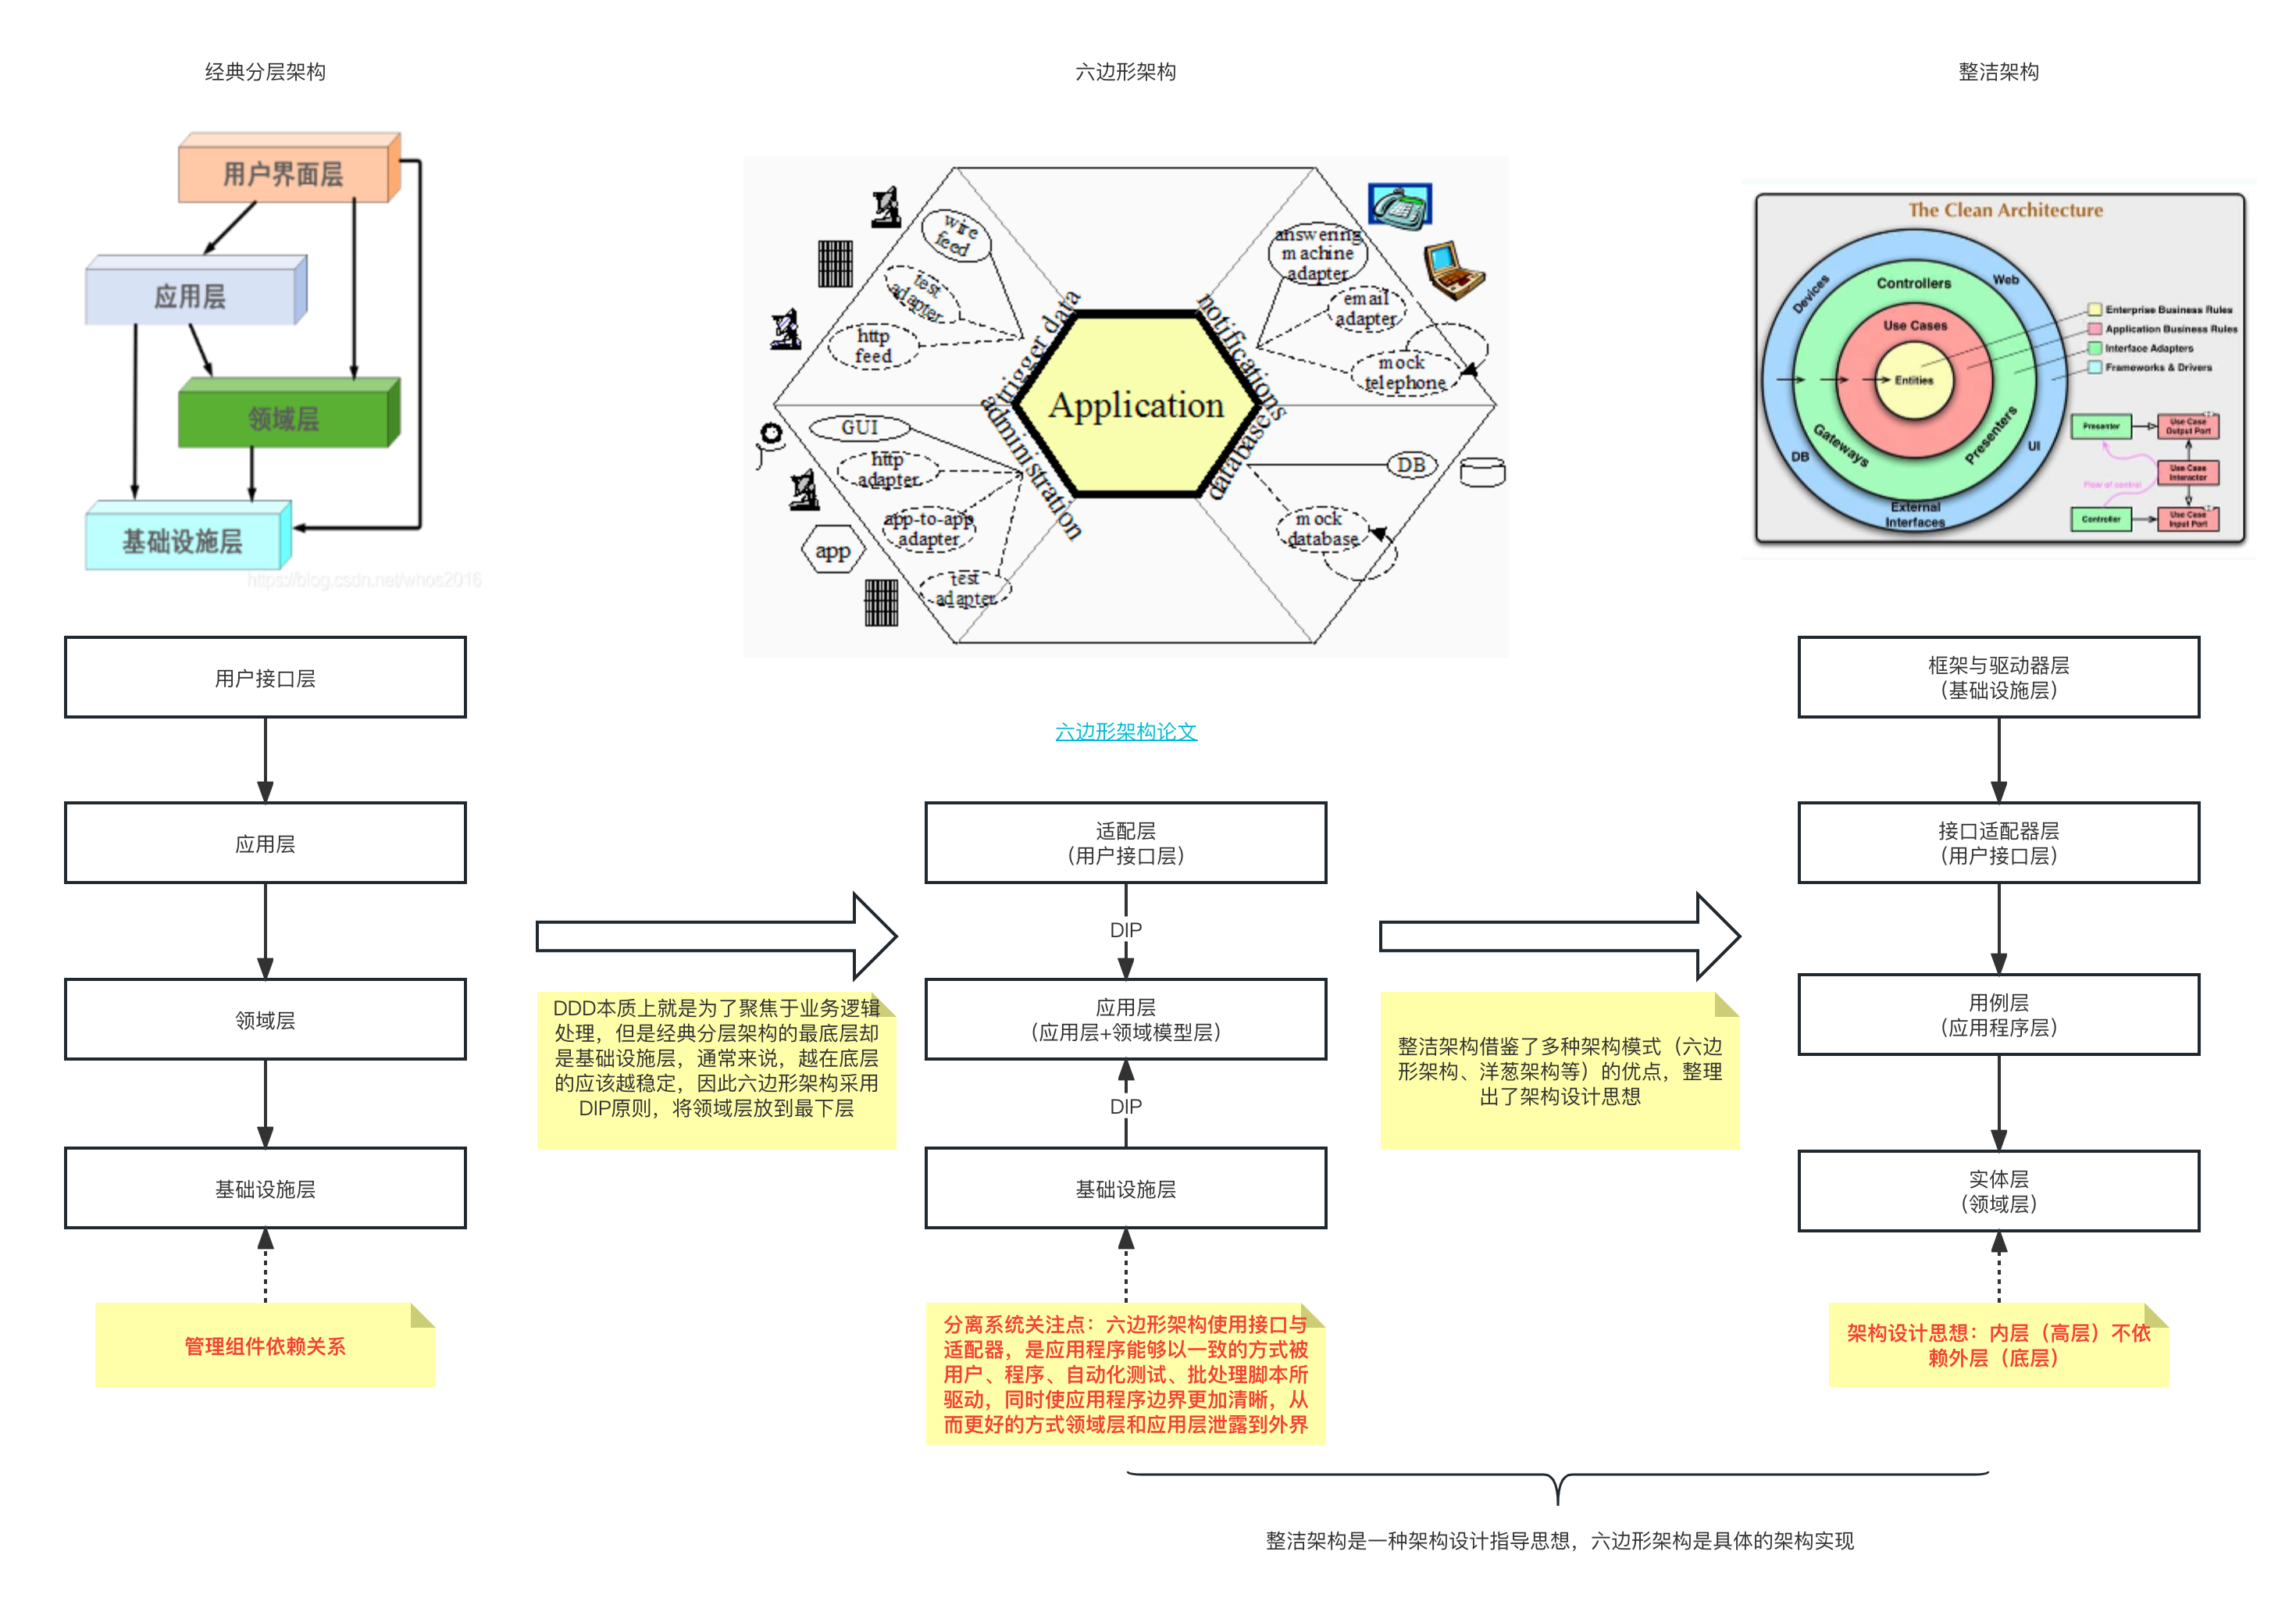 经典分层架构
六边形架构
整洁架构
用户界面层
应用层
领域层
基础设施层
https://blog.csdn.net/whos2016
wire
feed
test
adapter
http
feed
trigger data
GUI
http
adapter
app-to-app
adapter
app
test
adapter
administration
Application
notifications
answering
machine
adapter
email
adapter
mock
telephone
databases
DB
mock
database
The Clean Architecture
Devices
Web
Controllers
Use Cases
Entities
Gateways
Presenters
DB
UI
External
Interfaces
Enterprise Business Rules
Application Business Rules
Interface Adapters
Frameworks & Drivers
Presenter
Use Case
Output Port
Use Case
Interactor
Flow of control
Controller
Use Case
Input Port
用户接口层
应用层
领域层
基础设施层
管理组件依赖关系
DDD本质上就是为了聚焦于业务逻辑
处理，但是经典分层架构的最底层却
是基础设施层，通常来说，越在底层
的应该越稳定，因此六边形架构采用
DIP原则，将领域层放到最下层
六边形架构论文
适配层
（用户接口层）
DIP
应用层
（应用层+领域模型层）
DIP
基础设施层
分离系统关注点：六边形架构使用接口与
适配器，是应用程序能够以一致的方式被
用户、程序、自动化测试、批处理脚本所
驱动，同时使应用程序边界更加清晰，从
而更好的方式领域层和应用层泄露到外界
整洁架构借鉴了多种架构模式（六边
形架构、洋葱架构等）的优点，整理
出了架构设计思想
框架与驱动器层
（基础设施层）
接口适配器层
（用户接口层）
用例层
（应用程序层）
实体层
（领域层）
架构设计思想：内层（高层）不依
赖外层（底层）
整洁架构是一种架构设计指导思想，六边形架构是具体的架构实现